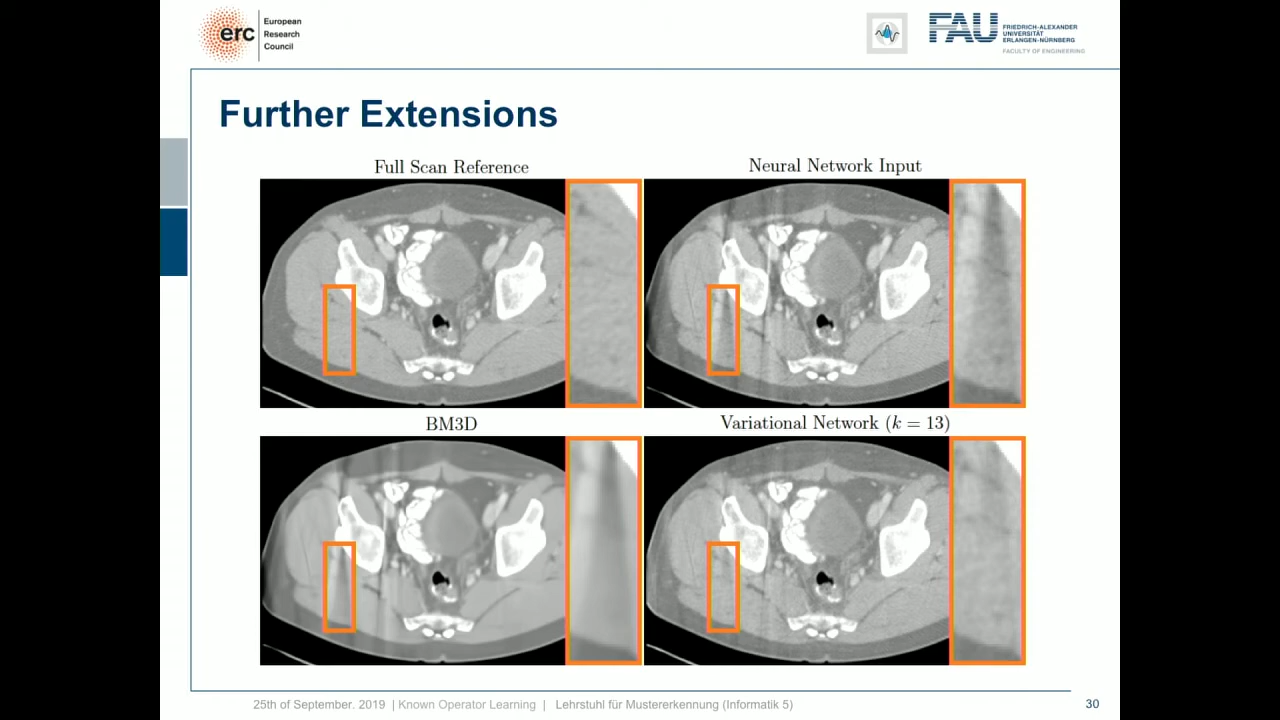 erc
European
Research
Council
FAU
FRIEDRICH-ALEXANDER
UNIVERSITÄT
ERLANGEN-NÜRNBERG
FACULTY OF ENGINEERING
Further Extensions
Full Scan Reference
Neural Network Input
BM3D
Variational Network (k = 13)
25th of September. 2019 | Known Operator Learning | Lehrstuhl für Mustererkennung (Informatik 5)
30